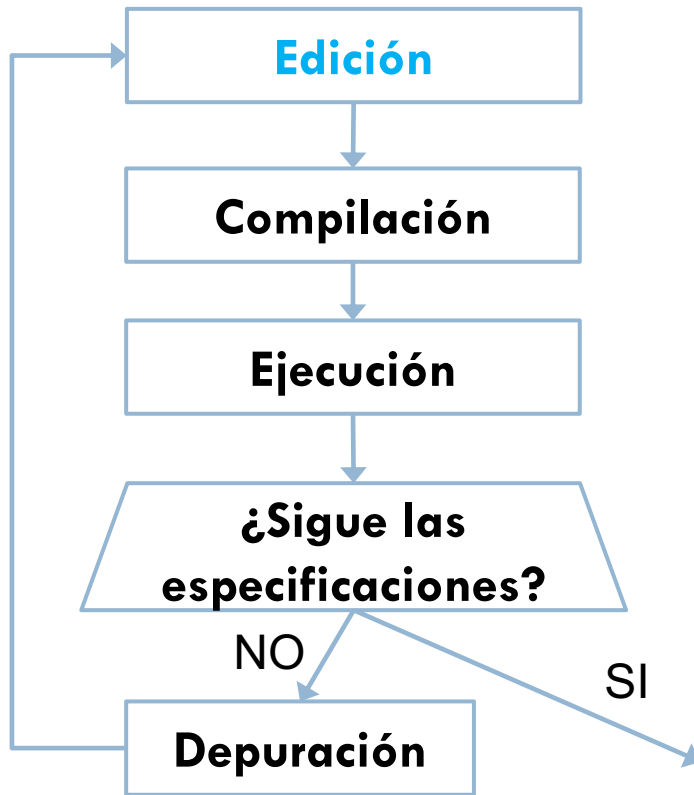 Edición
Compilación
Ejecución
¿Sigue las
especificaciones?
NO
SI
Depuración